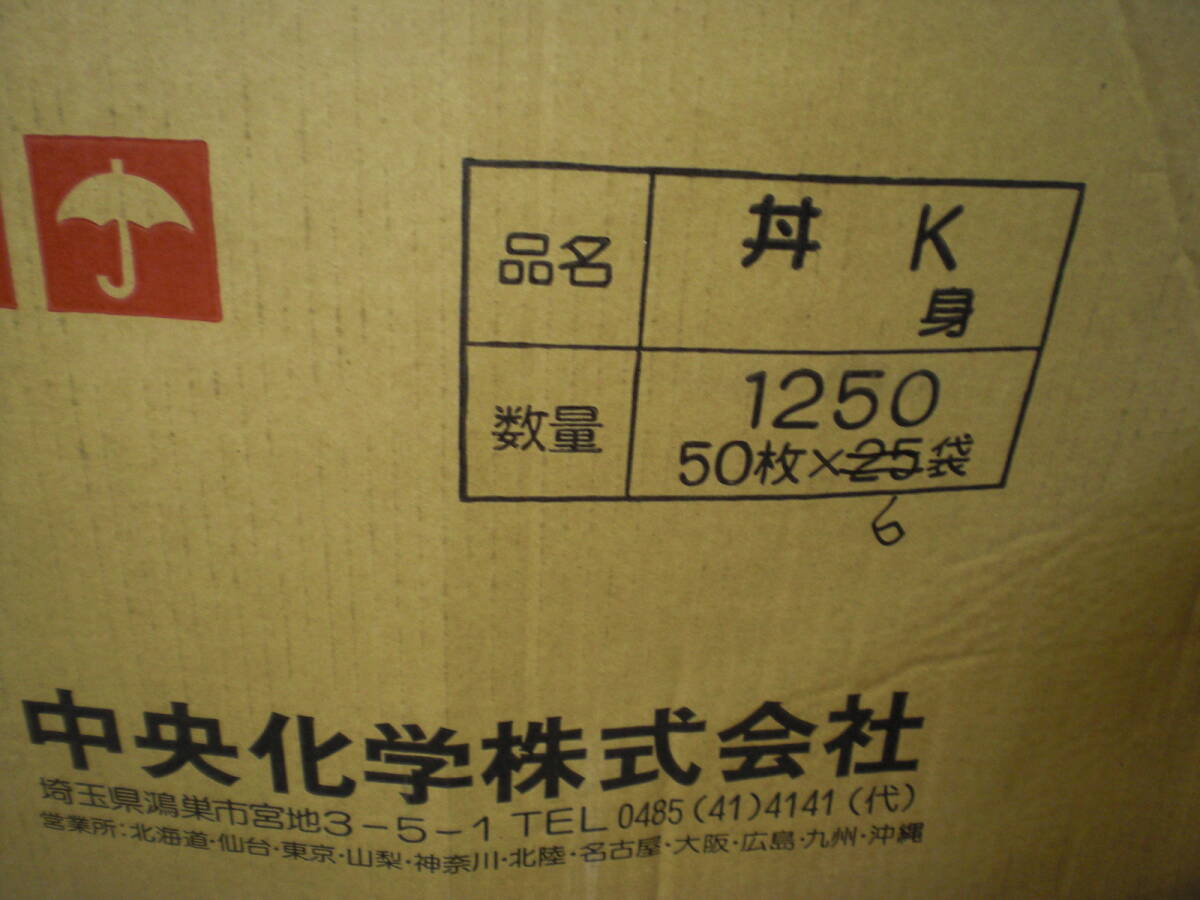 品名 丼 K
身
数量 1250
50枚×25袋
6
中央化学株式会社
埼玉県鴻巣市宮地3-5-1 TEL 0485(41)4141(代)
営業所:北海道・仙台・東京・山梨・神奈川・北陸・名古屋・大阪・広島・九州・沖縄